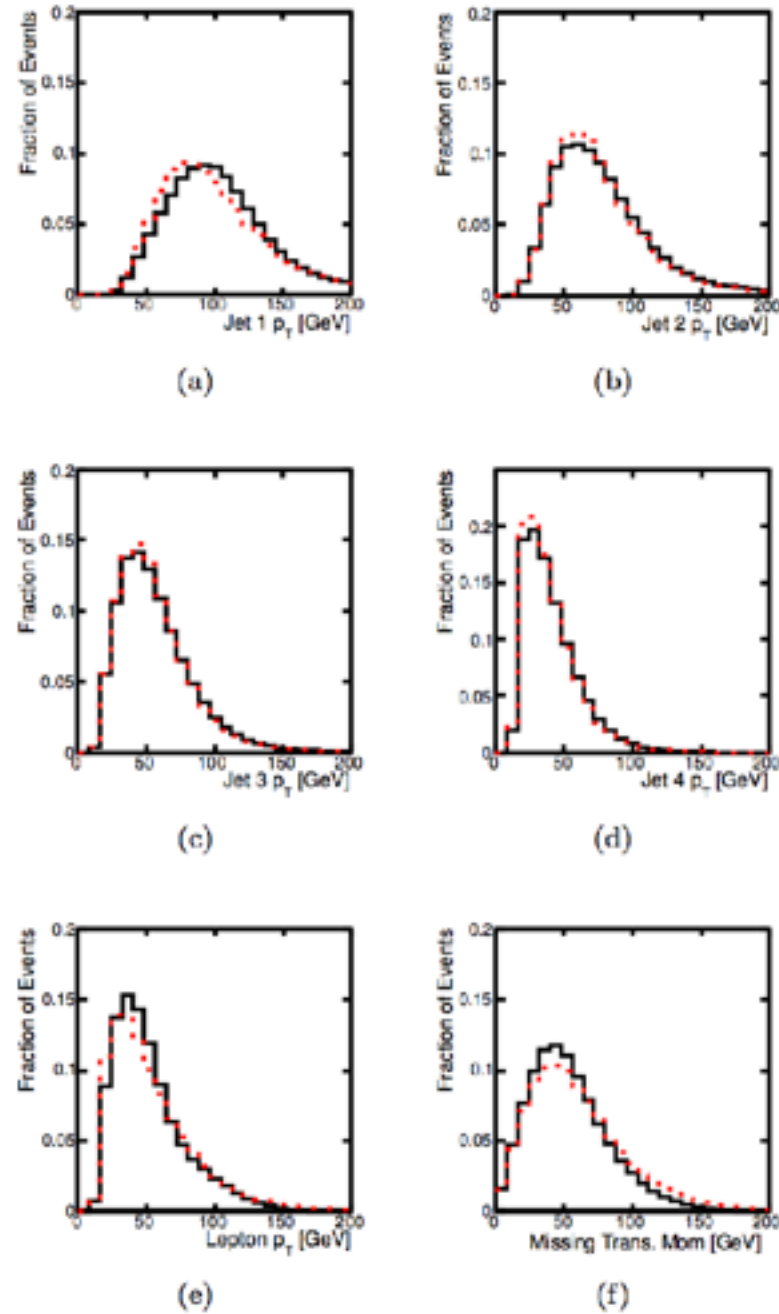 Fraction of Events
0.2
0.15
0.1
0.05
0
0 50 100 150 200
Jet 1 pT [GeV]
(a)
Fraction of Events
0.2
0.15
0.1
0.05
0
0 50 100 150 200
Jet 2 pT [GeV]
(b)
Fraction of Events
0.2
0.15
0.1
0.05
0
0 50 100 150 200
Jet 3 pT [GeV]
(c)
Fraction of Events
0.2
0.15
0.1
0.05
0
0 50 100 150 200
Jet 4 pT [GeV]
(d)
Fraction of Events
0.2
0.15
0.1
0.05
0
0 50 100 150 200
Lepton pT [GeV]
(e)
Fraction of Events
0.2
0.15
0.1
0.05
0
0 50 100 150 200
Missing Trans. Mom [GeV]
(f)